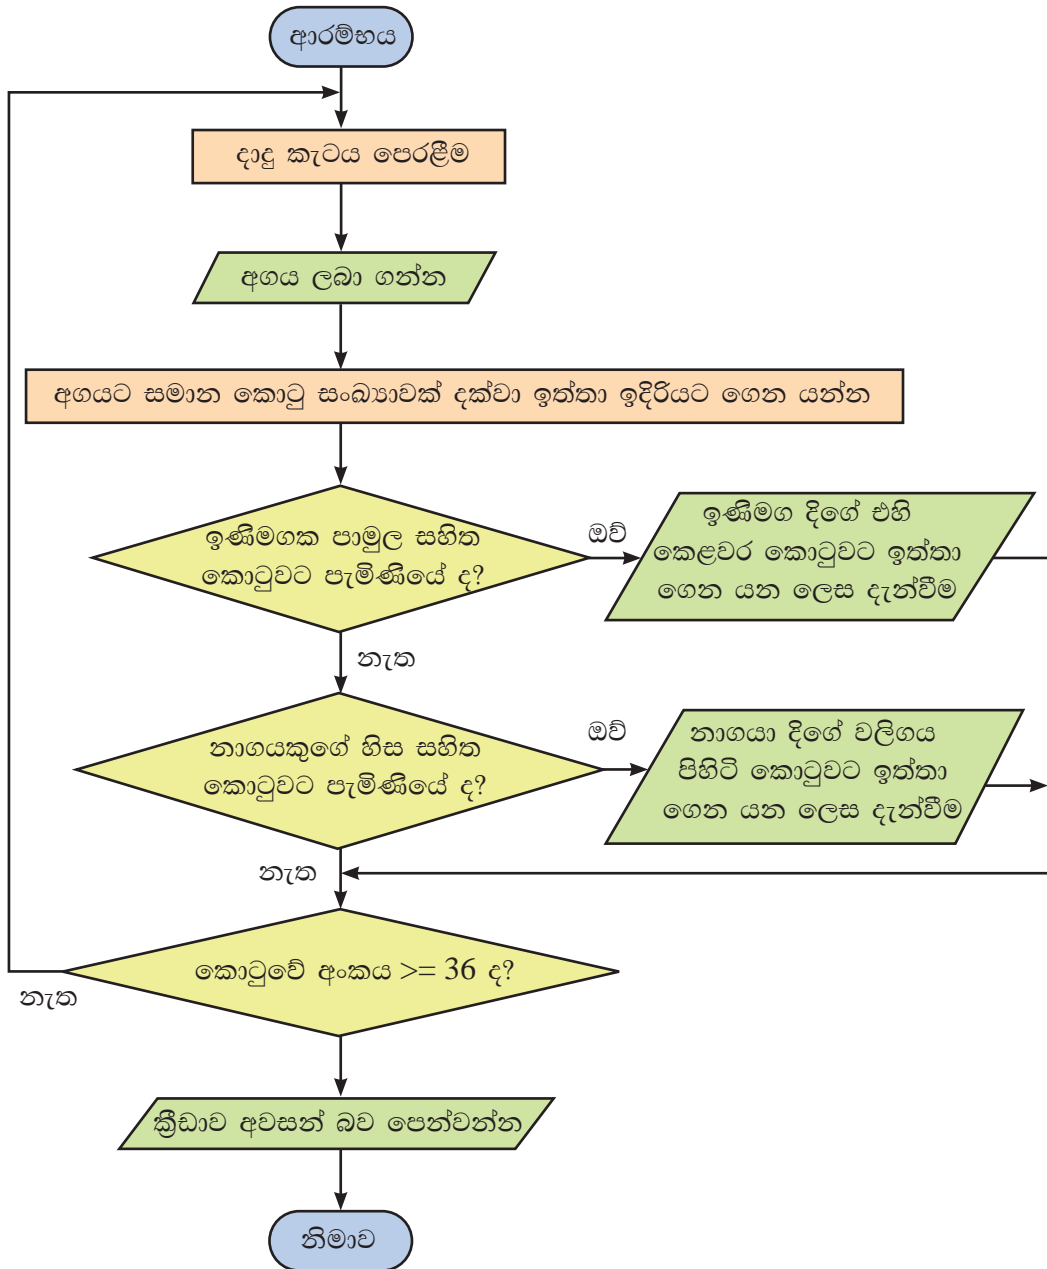 ආරම්භය
දාදු කැටය පෙරළීම
අගය ලබා ගන්න
අගයට සමාන කොටු සංඛ්‍යාවක් දක්වා ඉත්තා ඉදිරියට ගෙන යන්න
ඉණිමගක පාමුල සහිත
කොටුවට පැමිණියේ ද?
ඔව්
ඉණිමග දිගේ එහි
කෙළවර කොටුවට ඉත්තා
ගෙන යන ලෙස දැන්වීම
නැත
නාගයකුගේ හිස සහිත
කොටුවට පැමිණියේ ද?
ඔව්
නාගයා දිගේ වලිගය
පිහිටි කොටුවට ඉත්තා
ගෙන යන ලෙස දැන්වීම
නැත
කොටුවේ අංකය >= 36 ද?
නැත
ක්‍රීඩාව අවසන් බව පෙන්වන්න
නිමාව